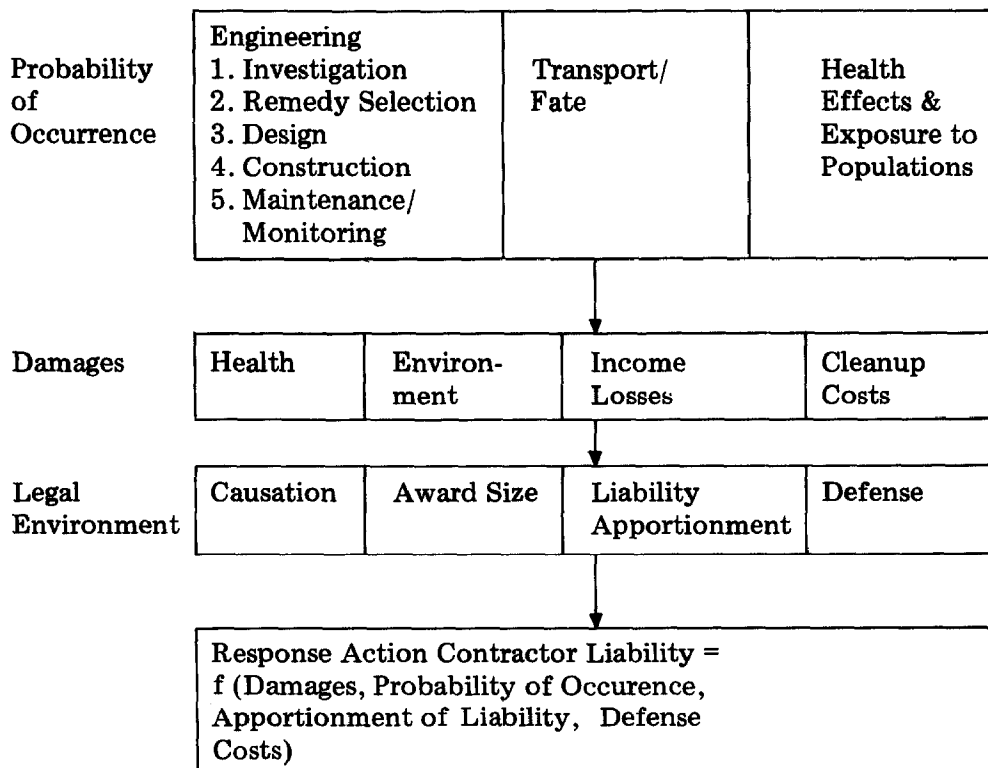 Probability
of
Occurrence
Engineering
1. Investigation
2. Remedy Selection
3. Design
4. Construction
5. Maintenance/
Monitoring
Transport/
Fate
Health
Effects &
Exposure to
Populations
Damages
Health
Environ-
ment
Income
Losses
Cleanup
Costs
Legal
Environment
Causation
Award Size
Liability
Apportionment
Defense
Response Action Contractor Liability =
f (Damages, Probability of Occurence,
Apportionment of Liability, Defense
Costs)